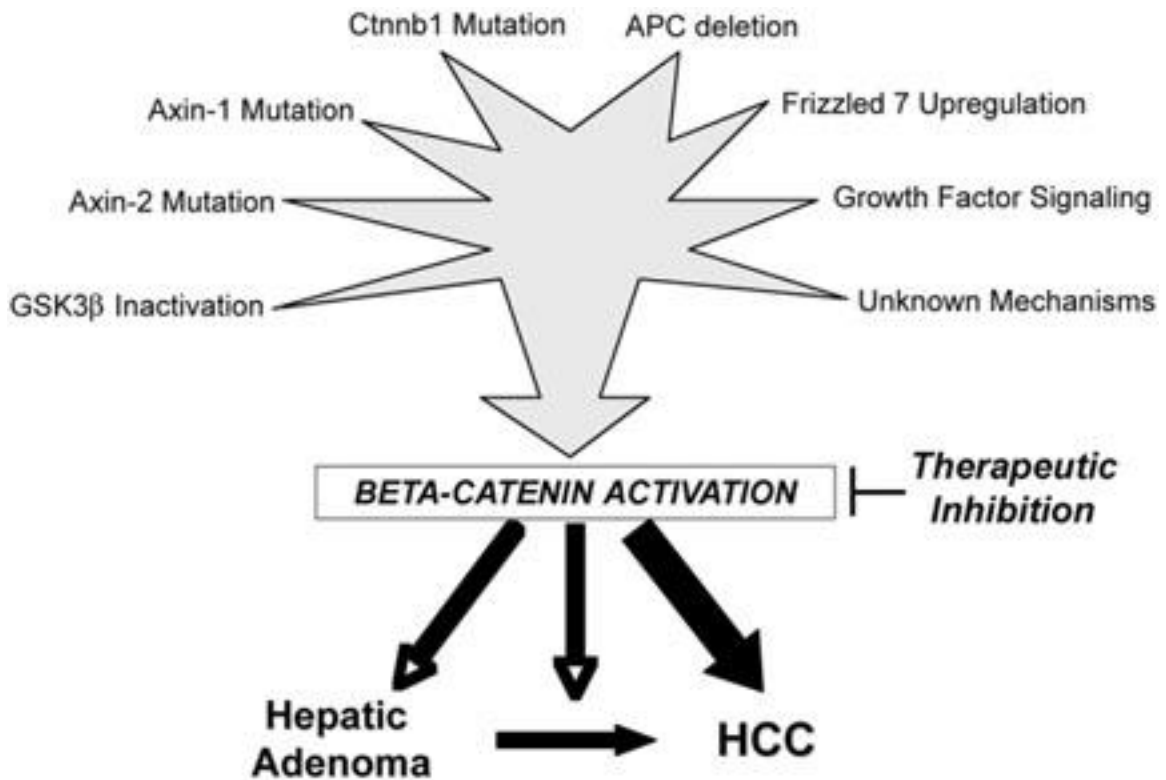 Ctnnb1 Mutation
APC deletion
Axin-1 Mutation
Frizzled 7 Upregulation
Axin-2 Mutation
Growth Factor Signaling
GSK3β Inactivation
Unknown Mechanisms
BETA-CATENIN ACTIVATION
Therapeutic
Inhibition
Hepatic
Adenoma
HCC